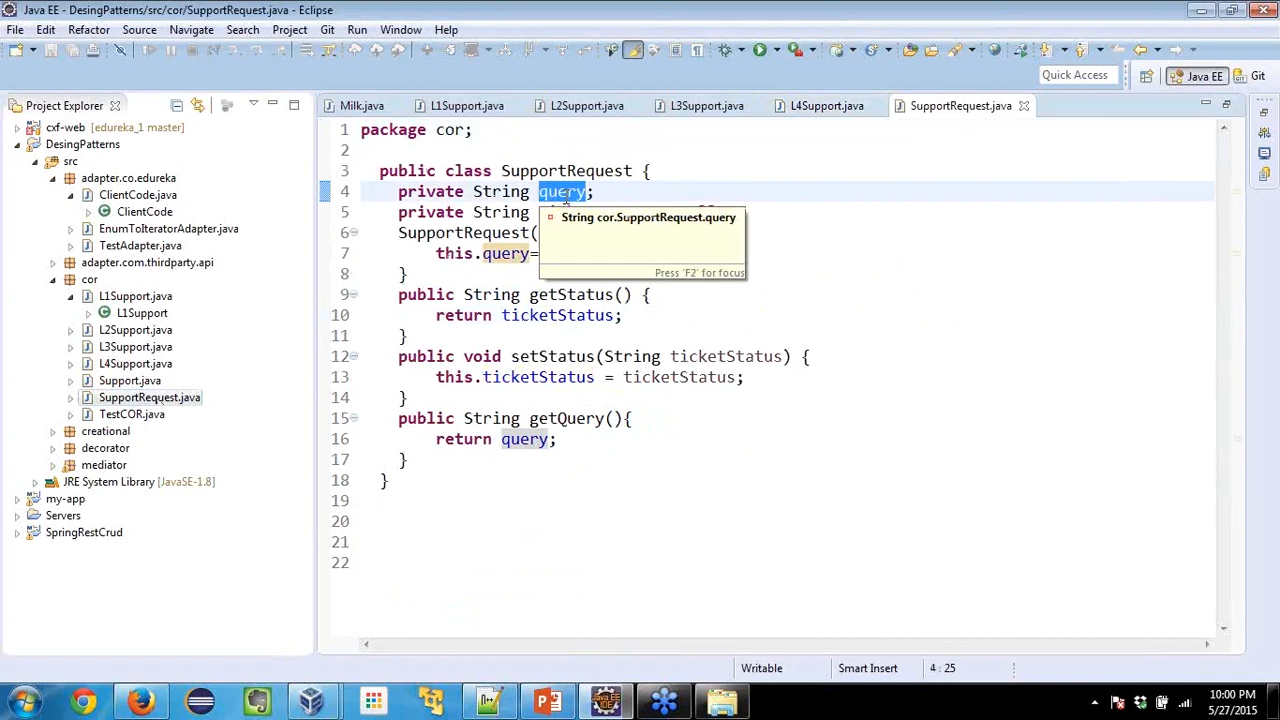 Java EE - DesingPatterns/src/cor/SupportRequest.java - Eclipse
File Edit Refactor Source Navigate Search Project Git Run Window Help
Quick Access
Java EE
Git
Project Explorer
Milk.java
L1Support.java
L2Support.java
L3Support.java
L4Support.java
SupportRequest.java
cxf-web [edureka_1 master]
DesingPatterns
src
adapter.co.edureka
ClientCode.java
ClientCode
EnumToIteratorAdapter.java
TestAdapter.java
adapter.com.thirdparty.api
cor
L1Support.java
L1Support
L2Support.java
L3Support.java
L4Support.java
Support.java
SupportRequest.java
TestCOR.java
creational
decorator
mediator
JRE System Library [JavaSE-1.8]
my-app
Servers
SpringRestCrud
1 package cor;
2
3 public class SupportRequest {
4 private String query;
5 private String
6 SupportRequest(
7 this.query=
8 }
9 public String getStatus() {
10 return ticketStatus;
11 }
12 public void setStatus(String ticketStatus) {
13 this.ticketStatus = ticketStatus;
14 }
15 public String getQuery(){
16 return query;
17 }
18 }
19
20
21
22
String cor.SupportRequest.query
Press 'F2' for focus
Writable
Smart Insert
4 : 25
10:00 PM
5/27/2015